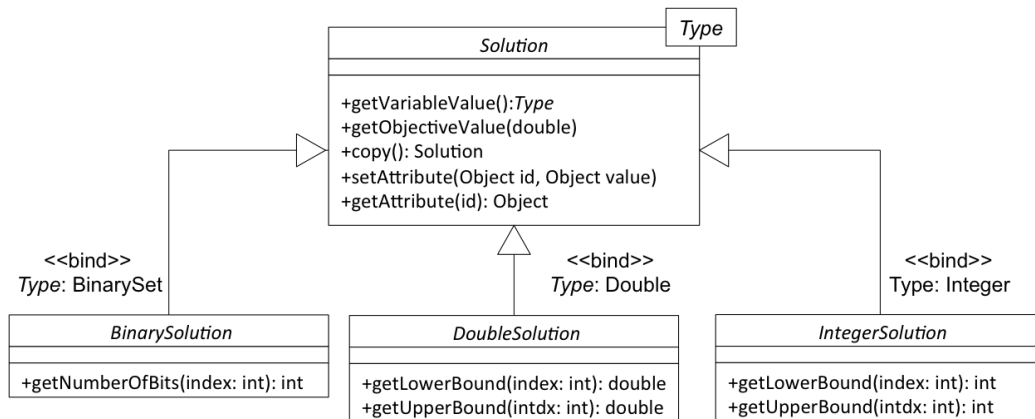 Type
Solution
+getVariableValue():Type
+getObjectiveValue(double)
+copy(): Solution
+setAttribute(Object id, Object value)
+getAttribute(id): Object
<<bind>>
Type: BinarySet
<<bind>>
Type: Double
<<bind>>
Type: Integer
BinarySolution
+getNumberOfBits(index: int): int
DoubleSolution
+getLowerBound(index: int): double
+getUpperBound(intdx: int): double
IntegerSolution
+getLowerBound(index: int): int
+getUpperBound(intdx: int): int